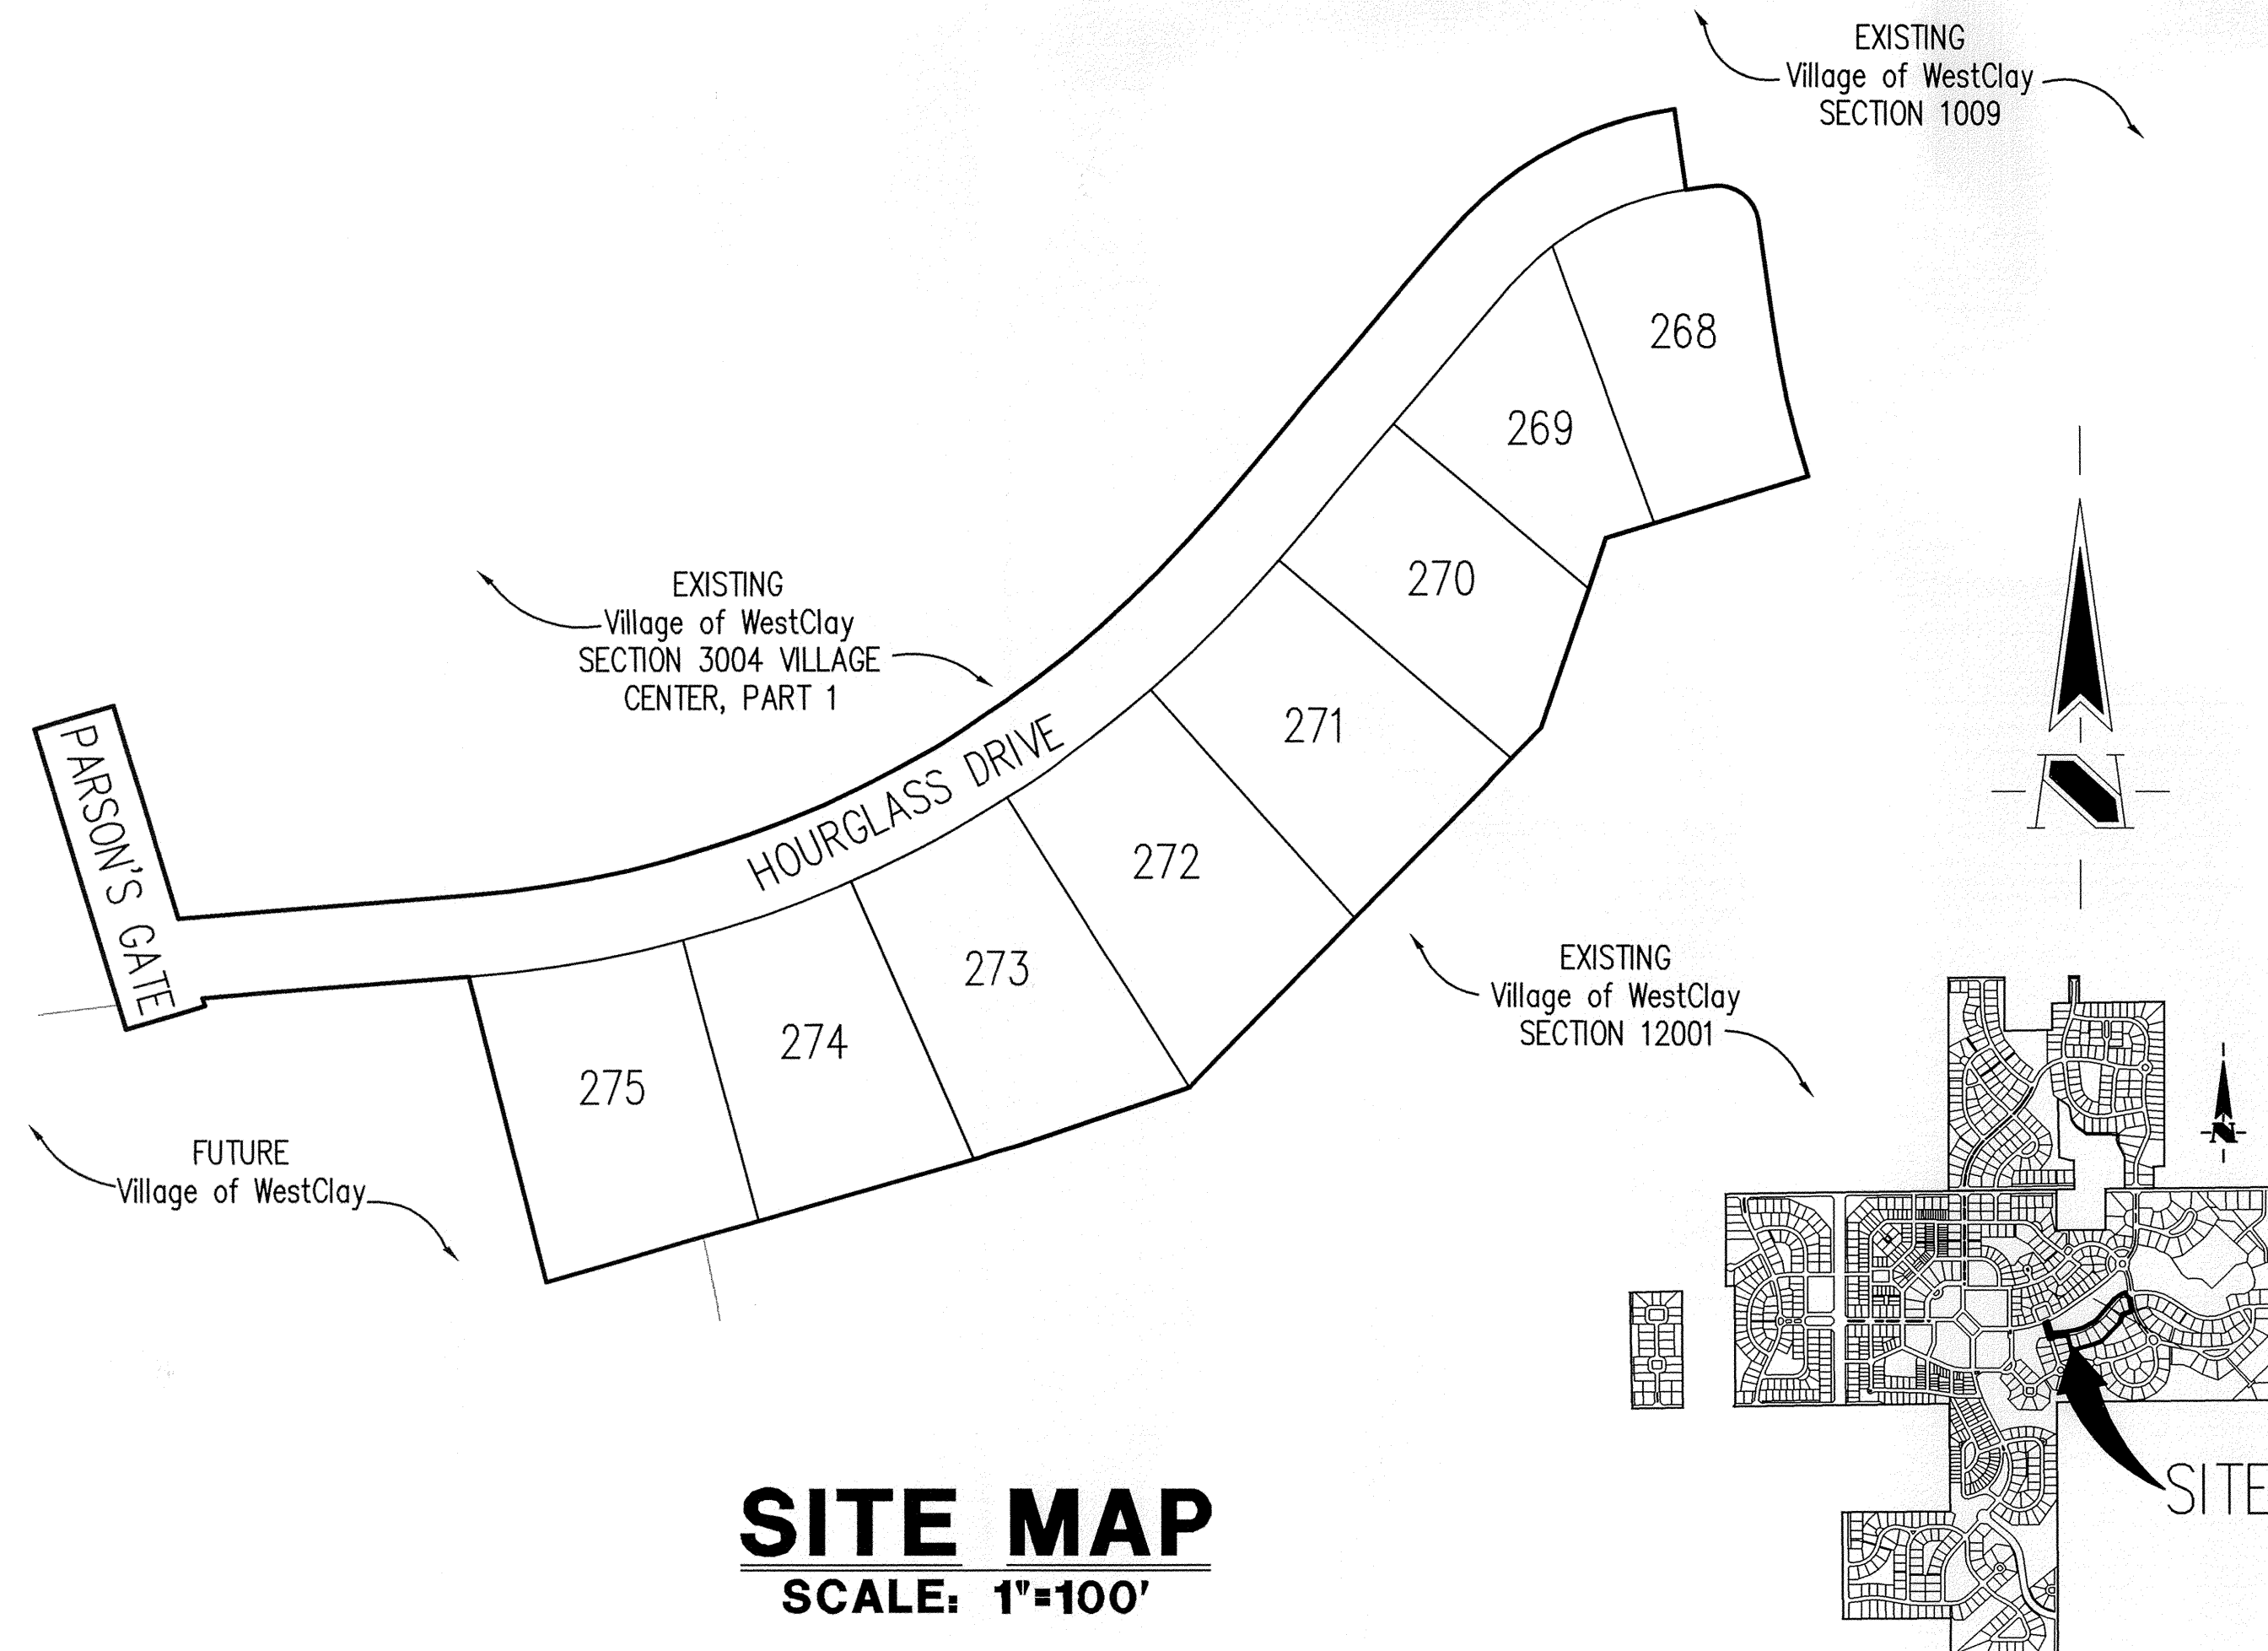 EXISTING
Village of WestClay
SECTION 1009
268
269
270
EXISTING
Village of WestClay
SECTION 3004 VILLAGE
CENTER, PART 1
271
HOURGLASS DRIVE
PARSON'S GATE
272
273
274
275
N
EXISTING
Village of WestClay
SECTION 12001
FUTURE
Village of WestClay
N
SITE
SITE MAP
SCALE: 1"=100'